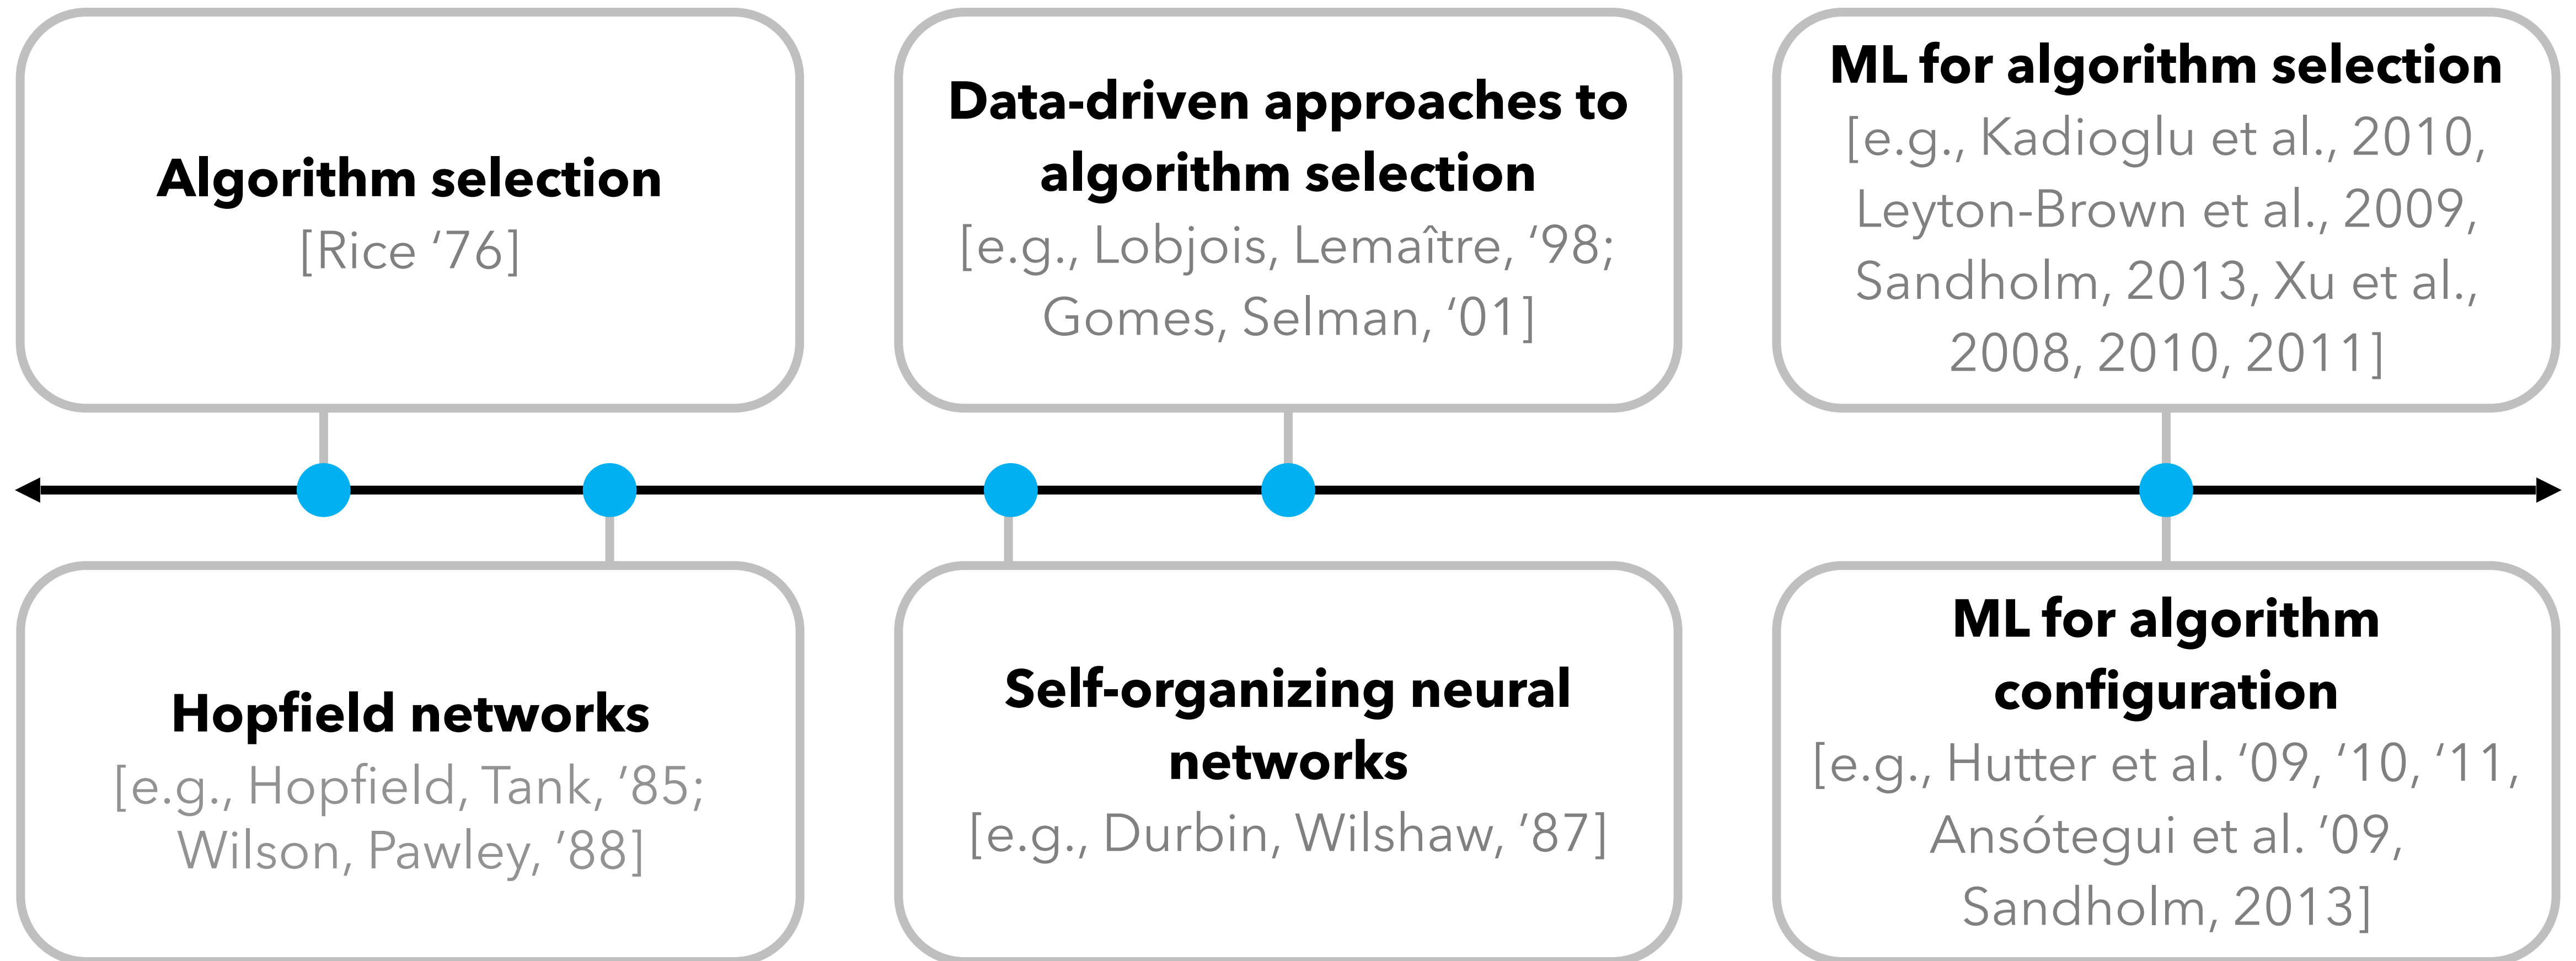 Algorithm selection
[Rice ‘76]
Data-driven approaches to
algorithm selection
[e.g., Lobjois, Lemaître, ‘98;
Gomes, Selman, ‘01]
ML for algorithm selection
[e.g., Kadioglu et al., 2010,
Leyton-Brown et al., 2009,
Sandholm, 2013, Xu et al.,
2008, 2010, 2011]
Hopfield networks
[e.g., Hopfield, Tank, ’85;
Wilson, Pawley, ‘88]
Self-organizing neural
networks
[e.g., Durbin, Wilshaw, ‘87]
ML for algorithm
configuration
[e.g., Hutter et al. ‘09, ‘10, ‘11,
Ansótegui et al. ‘09,
Sandholm, 2013]